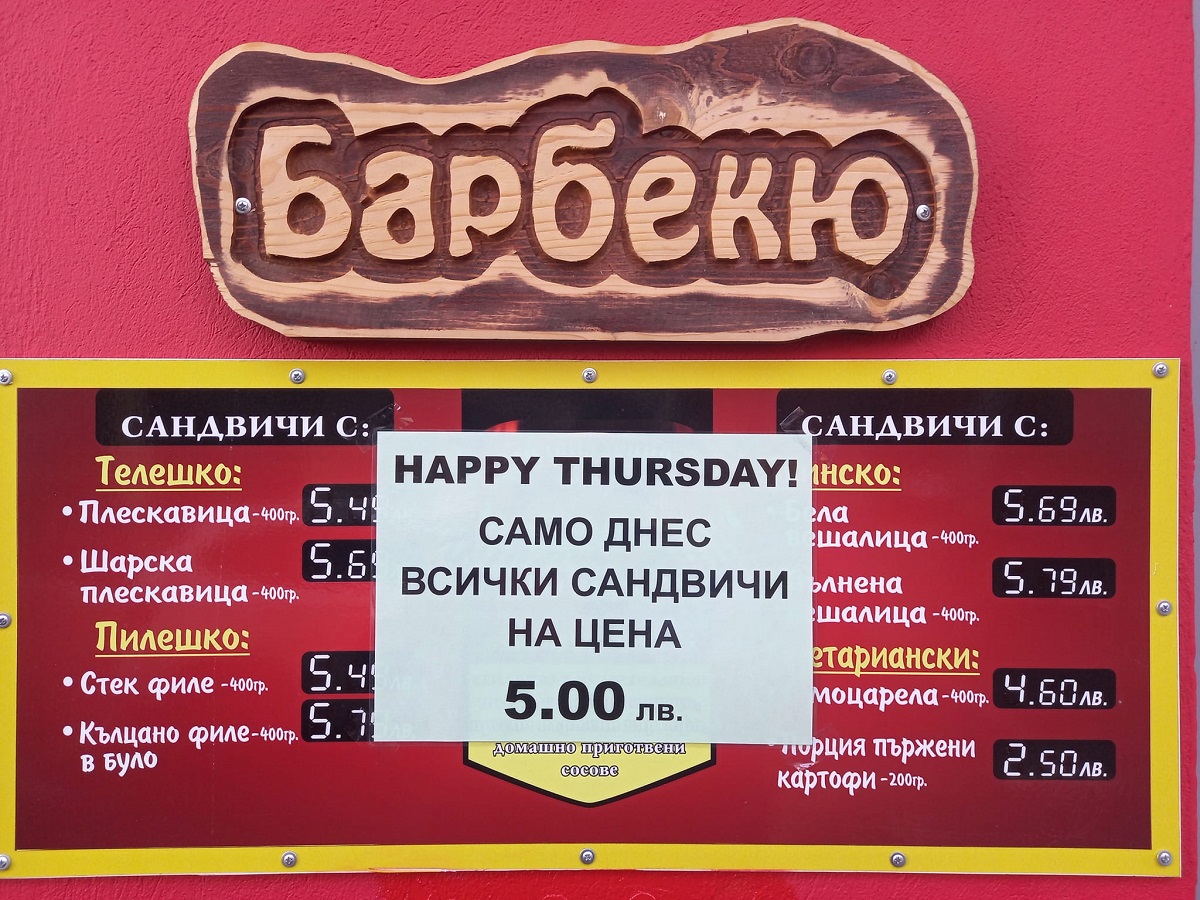 Барбекю
САНДВИЧИ С:
Телешко:
• Плескавица -400гр.
• Шарска
плескавица -400гр. 
Пилешко:
• Стек филе -400гр.
• Кълцано филе -400гр.
в було
HAPPY THURSDAY!
САМО ДНЕС
ВСИЧКИ САНДВИЧИ
НА ЦЕНА
5.00 лв.
домашно приготвени
сосове
САНДВИЧИ С:
-400гр. 5.69лв.
-400гр. 5.79лв.
моцарела -400гр. 4.60лв.
Порция пържени
картофи -200гр. 2.50лв.